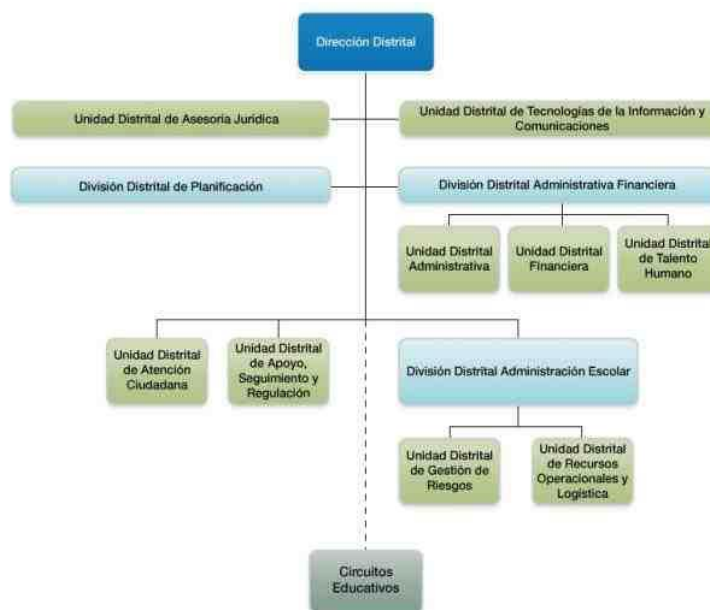 Dirección Distrital
Unidad Distrital de Asesoría Jurídica
Unidad Distrital de Tecnologías de la Información y
Comunicaciones
División Distrital de Planificación
División Distrital Administrativa Financiera
Unidad Distrital
Administrativa
Unidad Distrital
Financiera
Unidad Distrital
de Talento
Humano
Unidad Distrital
de Atención
Ciudadana
Unidad Distrital
de Apoyo,
Seguimiento y
Regulación
División Distrital Administración Escolar
Unidad Distrital
de Gestión de
Riesgos
Unidad Distrital
de Recursos
Operacionales y
Logística
Circuitos
Educativos